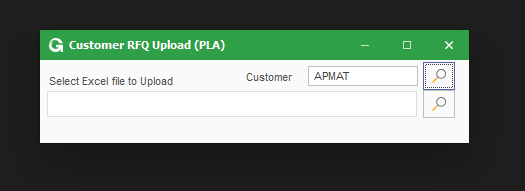 Customer RFQ Upload (PLA)
Customer APMAT
Select Excel file to Upload